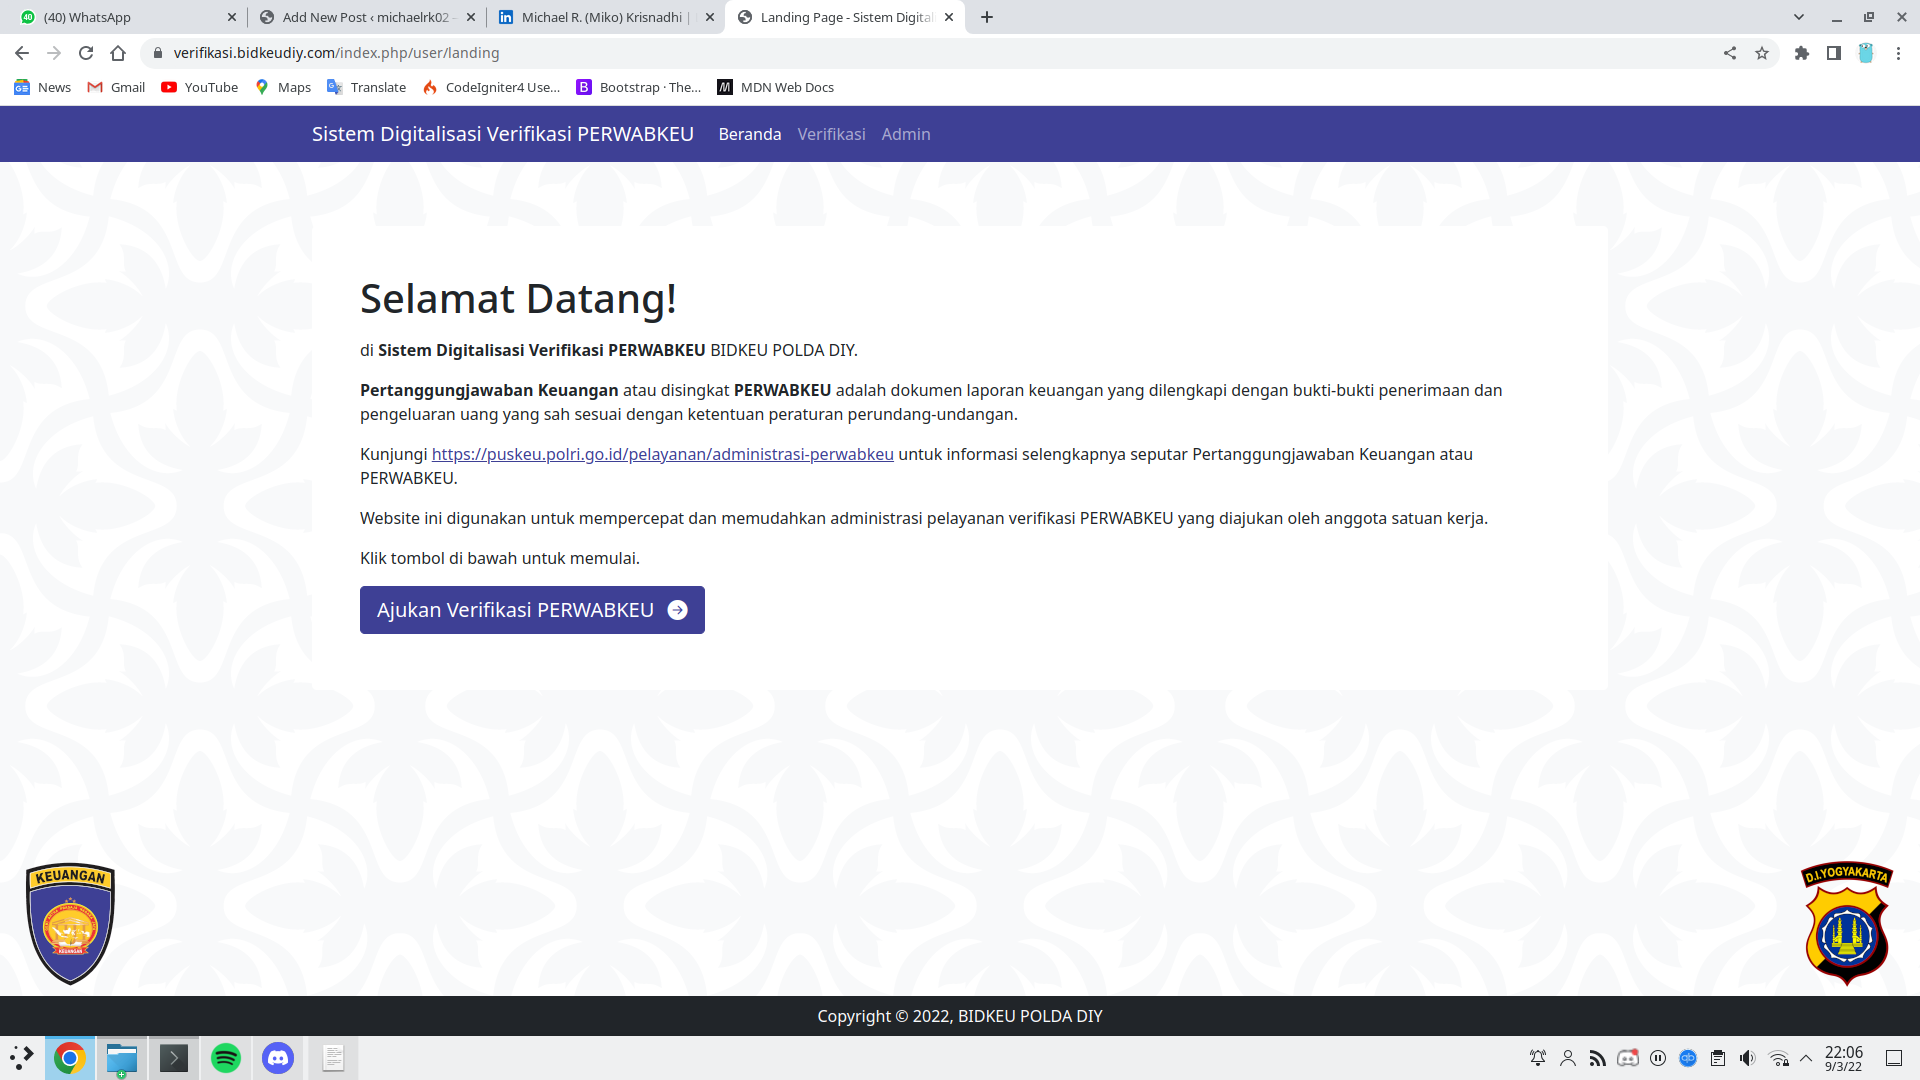 (40) WhatsApp
Add New Post ‹ michaelrk02
Michael R. (Miko) Krisnadhi |
Landing Page - Sistem Digital
verifikasi.bidkeudiy.com/index.php/user/landing
News
Gmail
YouTube
Maps
Translate
CodeIgniter4 Use...
Bootstrap · The...
MDN Web Docs
Sistem Digitalisasi Verifikasi PERWABKEU
Beranda
Verifikasi
Admin
Selamat Datang!
di Sistem Digitalisasi Verifikasi PERWABKEU BIDKEU POLDA DIY.
Pertanggungjawaban Keuangan atau disingkat PERWABKEU adalah dokumen laporan keuangan yang dilengkapi dengan bukti-bukti penerimaan dan
pengeluaran uang yang sah sesuai dengan ketentuan peraturan perundang-undangan.
Kunjungi https://puskeu.polri.go.id/pelayanan/administrasi-perwabkeu untuk informasi selengkapnya seputar Pertanggungjawaban Keuangan atau
PERWABKEU.
Website ini digunakan untuk mempercepat dan memudahkan administrasi pelayanan verifikasi PERWABKEU yang diajukan oleh anggota satuan kerja.
Klik tombol di bawah untuk memulai.
Ajukan Verifikasi PERWABKEU
KEUANGAN
KEUANGAN
D.I.YOGYAKARTA
Copyright © 2022, BIDKEU POLDA DIY
22:06
9/3/22